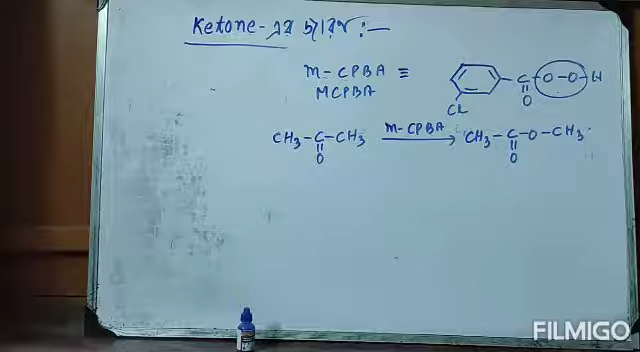 Ketone-এর জারণ :—
m-CPBA ≡
MCPBA
C-O-O-H
O
Cl
CH3-C-CH3 m-CPBA CH3-C-O-CH3
O O
FILMIGO